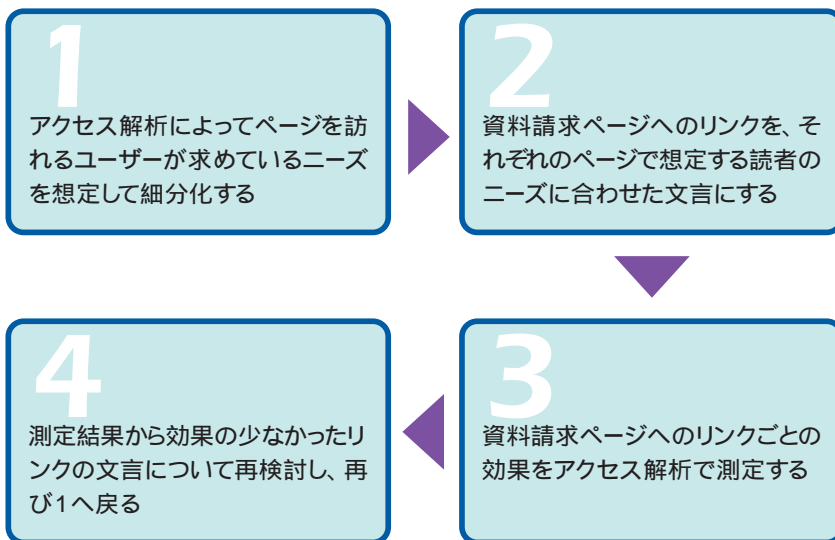 1
アクセス解析によってページを訪
れるユーザーが求めているニーズ
を想定して細分化する
2
資料請求ページへのリンクを、そ
れぞれのページで想定する読者の
ニーズに合わせた文言にする
3
資料請求ページへのリンクごとの
効果をアクセス解析で測定する
4
測定結果から効果の少なかったリ
ンクの文言について再検討し、再
び1へ戻る